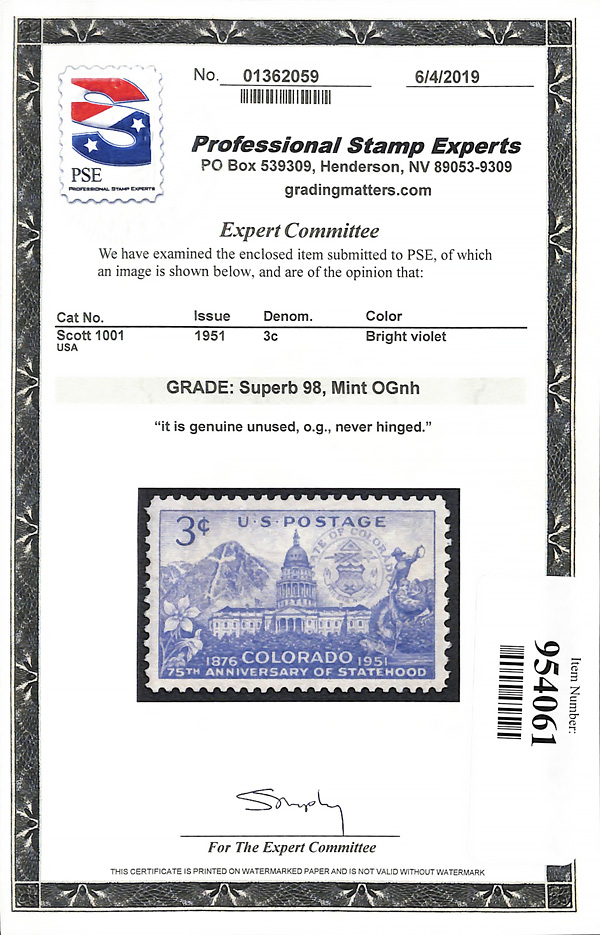 No. 01362059 6/4/2019
PSE
PROFESSIONAL STAMP EXPERTS
Professional Stamp Experts
PO Box 539309, Henderson, NV 89053-9309
gradingmatters.com
Expert Committee
We have examined the enclosed item submitted to PSE, of which
an image is shown below, and are of the opinion that:
Cat No. Issue Denom. Color
Scott 1001 1951 3c Bright violet
USA
GRADE: Superb 98, Mint OGnh
“it is genuine unused, o.g., never hinged.”
3¢ U·S·POSTAGE
STATE OF COLORADO
1876 COLORADO 1951
75TH ANNIVERSARY OF STATEHOOD
Item Number:
954061
For The Expert Committee
THIS CERTIFICATE IS PRINTED ON WATERMARKED PAPER AND IS NOT VALID WITHOUT WATERMARK